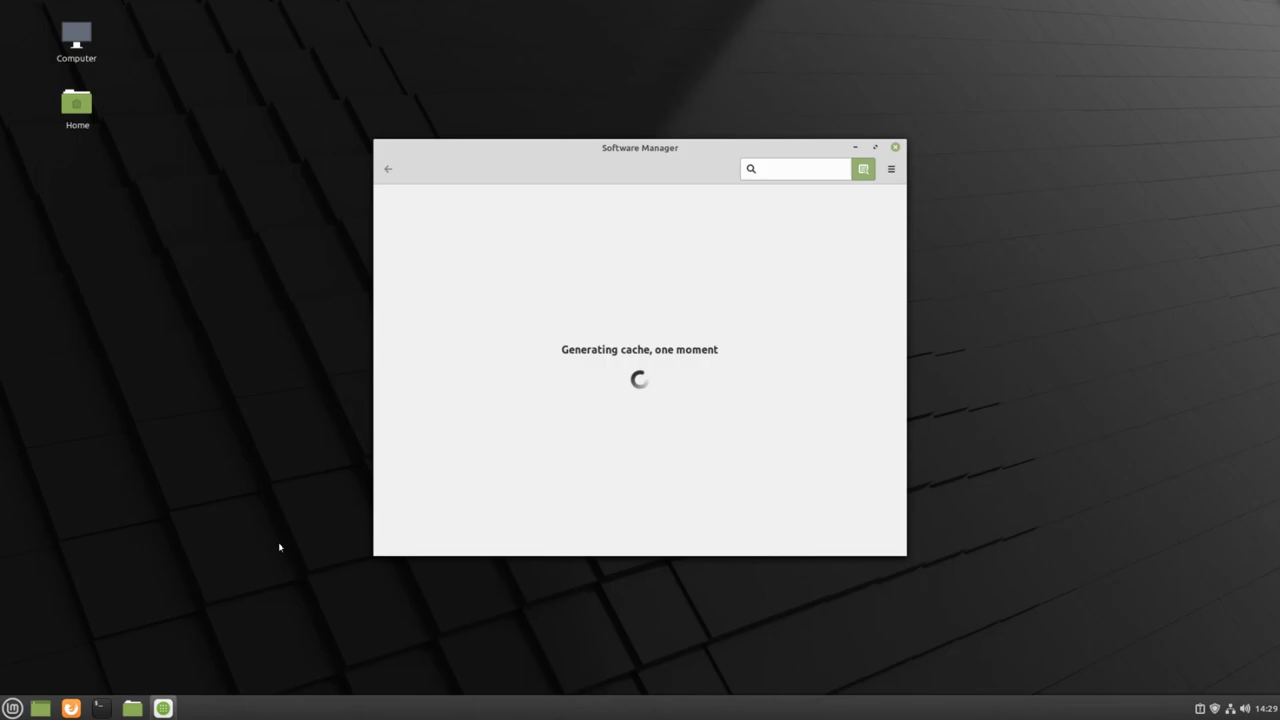 Computer
Home
Software Manager
Generating cache, one moment
14:29